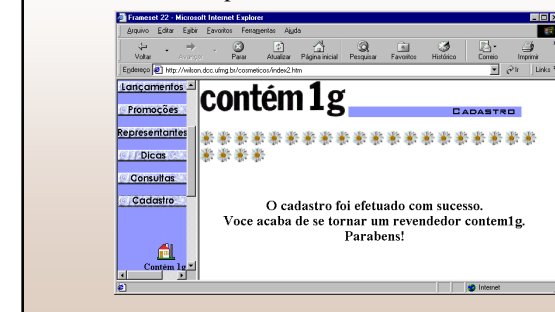 Frameset 22 - Microsoft Internet Explorer
Arquivo Editar Exibir Favoritos Ferramentas Ajuda
Voltar Avançar Parar Atualizar Página inicial Pesquisar Favoritos Histórico Correio Imprimir
Endereço http://wilson.dcc.ufmg.br/cosmeticos/index2.htm Ir Links
Lançamentos
Promoções
Representantes
Dicas
Consultas
Cadastro
Contém 1g
contém 1g
CADASTRO
O cadastro foi efetuado com sucesso.
Voce acaba de se tornar um revendedor contem1g.
Parabens!
Internet